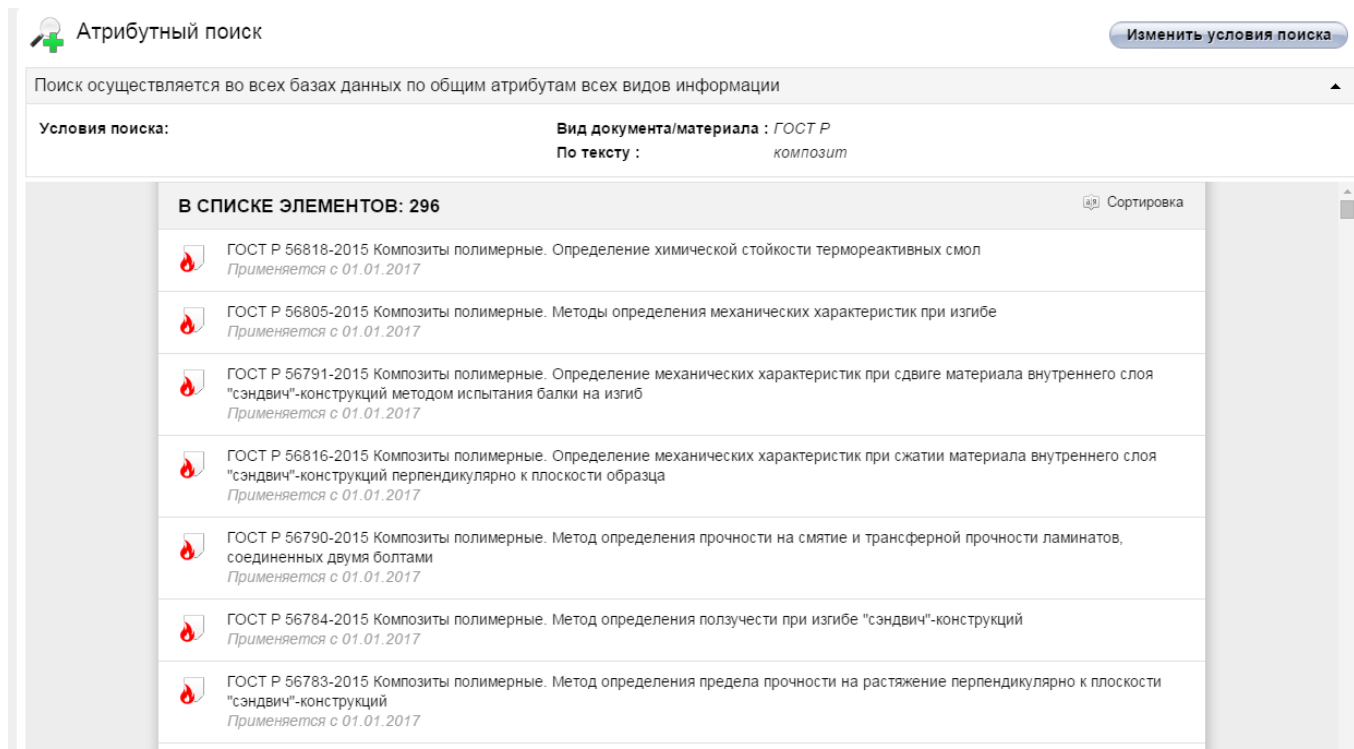 Атрибутный поиск
Изменить условия поиска
Поиск осуществляется во всех базах данных по общим атрибутам всех видов информации
Условия поиска:
Вид документа/материала : ГОСТ Р
По тексту : композит
В СПИСКЕ ЭЛЕМЕНТОВ: 296
Сортировка
ГОСТ Р 56818-2015 Композиты полимерные. Определение химической стойкости термореактивных смол
Применяется с 01.01.2017
ГОСТ Р 56805-2015 Композиты полимерные. Методы определения механических характеристик при изгибе
Применяется с 01.01.2017
ГОСТ Р 56791-2015 Композиты полимерные. Определение механических характеристик при сдвиге материала внутреннего слоя
"сэндвич"-конструкций методом испытания балки на изгиб
Применяется с 01.01.2017
ГОСТ Р 56816-2015 Композиты полимерные. Определение механических характеристик при сжатии материала внутреннего слоя
"сэндвич"-конструкций перпендикулярно к плоскости образца
Применяется с 01.01.2017
ГОСТ Р 56790-2015 Композиты полимерные. Метод определения прочности на смятие и трансферной прочности ламинатов,
соединенных двумя болтами
Применяется с 01.01.2017
ГОСТ Р 56784-2015 Композиты полимерные. Метод определения ползучести при изгибе "сэндвич"-конструкций
Применяется с 01.01.2017
ГОСТ Р 56783-2015 Композиты полимерные. Метод определения предела прочности на растяжение перпендикулярно к плоскости
"сэндвич"-конструкций
Применяется с 01.01.2017